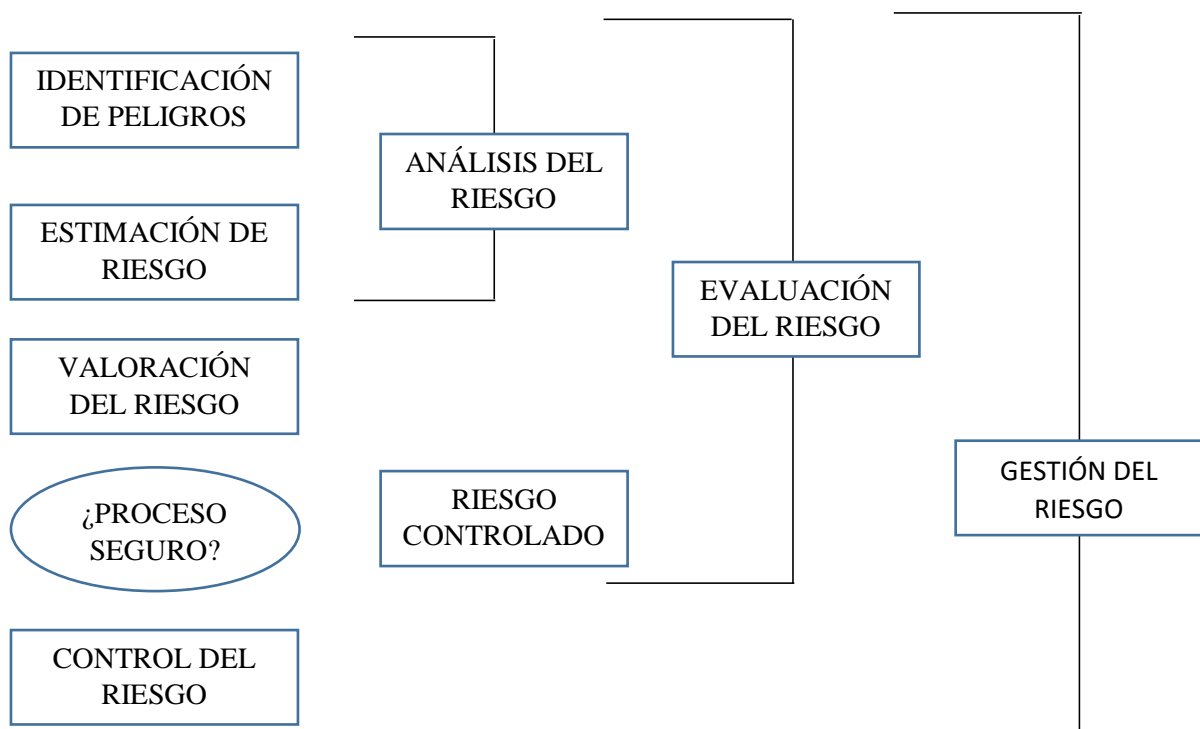 IDENTIFICACIÓN
DE PELIGROS
ANÁLISIS DEL
RIESGO
ESTIMACIÓN DE
RIESGO
EVALUACIÓN
DEL RIESGO
VALORACIÓN
DEL RIESGO
GESTIÓN DEL
RIESGO
¿PROCESO
SEGURO?
RIESGO
CONTROLADO
CONTROL DEL
RIESGO